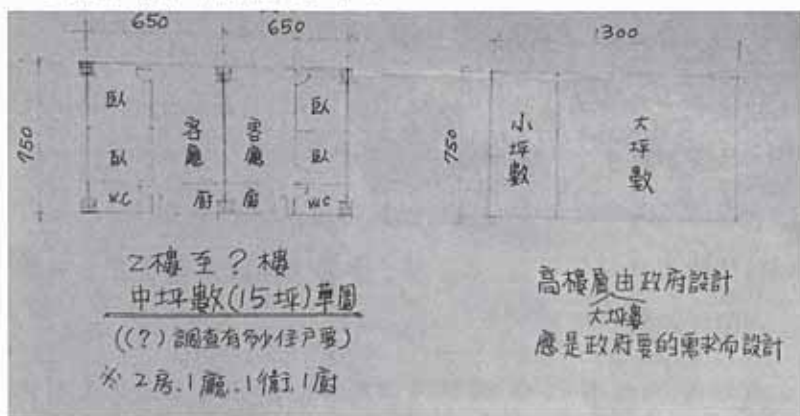 650
650
1300
750
臥
臥
WC
客廳
廚
客廳
廚
臥
臥
WC
750
小坪數
大坪數
2樓至?樓
中坪數(15坪)草圖
((?)調查有多少住戶要)
※ 2房.1廳.1衛.1廚
高樓層由政府設計
大坪數
應是政府要的需求而設計